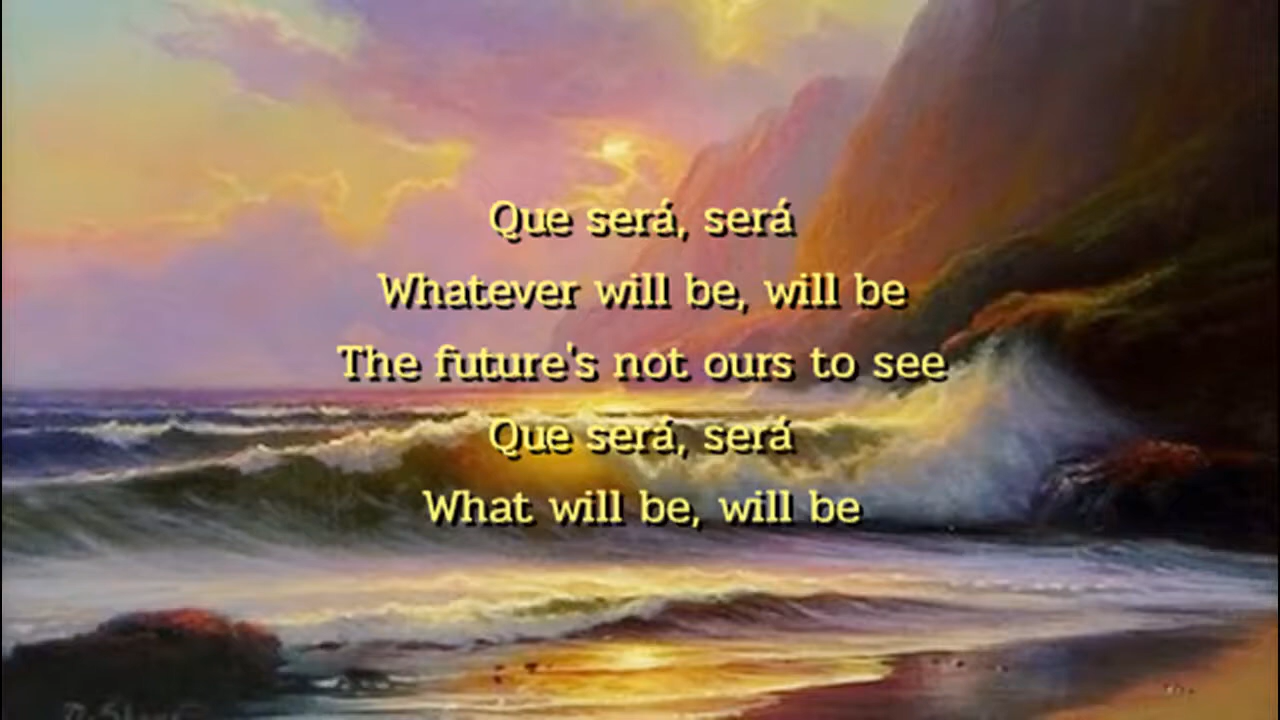 Que será, será
Whatever will be, will be
The future's not ours to see
Que será, será
What will be, will be